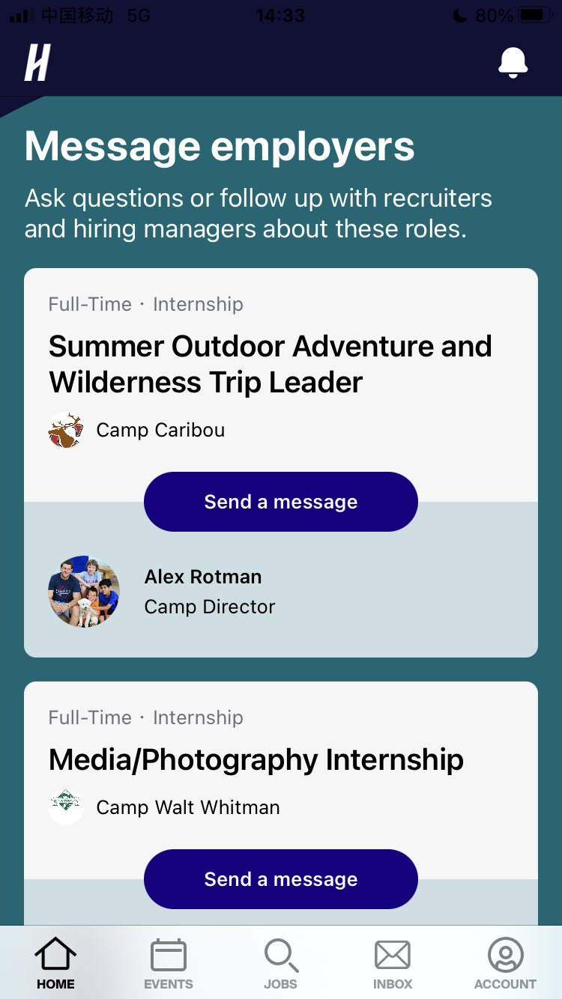 中国移动 5G 14:33 80%
H
Message employers
Ask questions or follow up with recruiters
and hiring managers about these roles.
Full-Time · Internship
Summer Outdoor Adventure and
Wilderness Trip Leader
Camp Caribou
Send a message
Alex Rotman
Camp Director
Full-Time · Internship
Media/Photography Internship
Camp Walt Whitman
Send a message
HOME EVENTS JOBS INBOX ACCOUNT